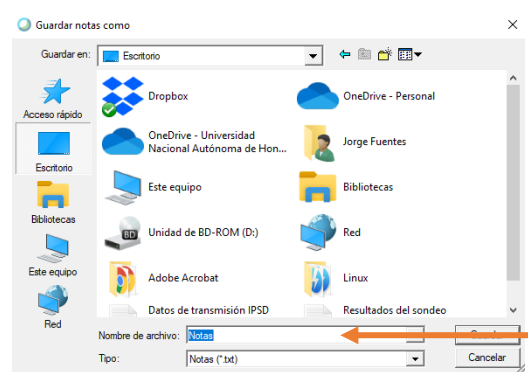 Guardar notas como
Guardar en:
Escritorio
Acceso rápido
Escritorio
Bibliotecas
Este equipo
Red
Dropbox
OneDrive - Personal
OneDrive - Universidad
Nacional Autónoma de Hon...
Jorge Fuentes
Este equipo
Bibliotecas
Unidad de BD-ROM (D:)
Red
Adobe Acrobat
Linux
Datos de transmisión IPSD
Resultados del sondeo
Nombre de archivo:
Notas
Tipo:
Notas (*.txt)
Cancelar